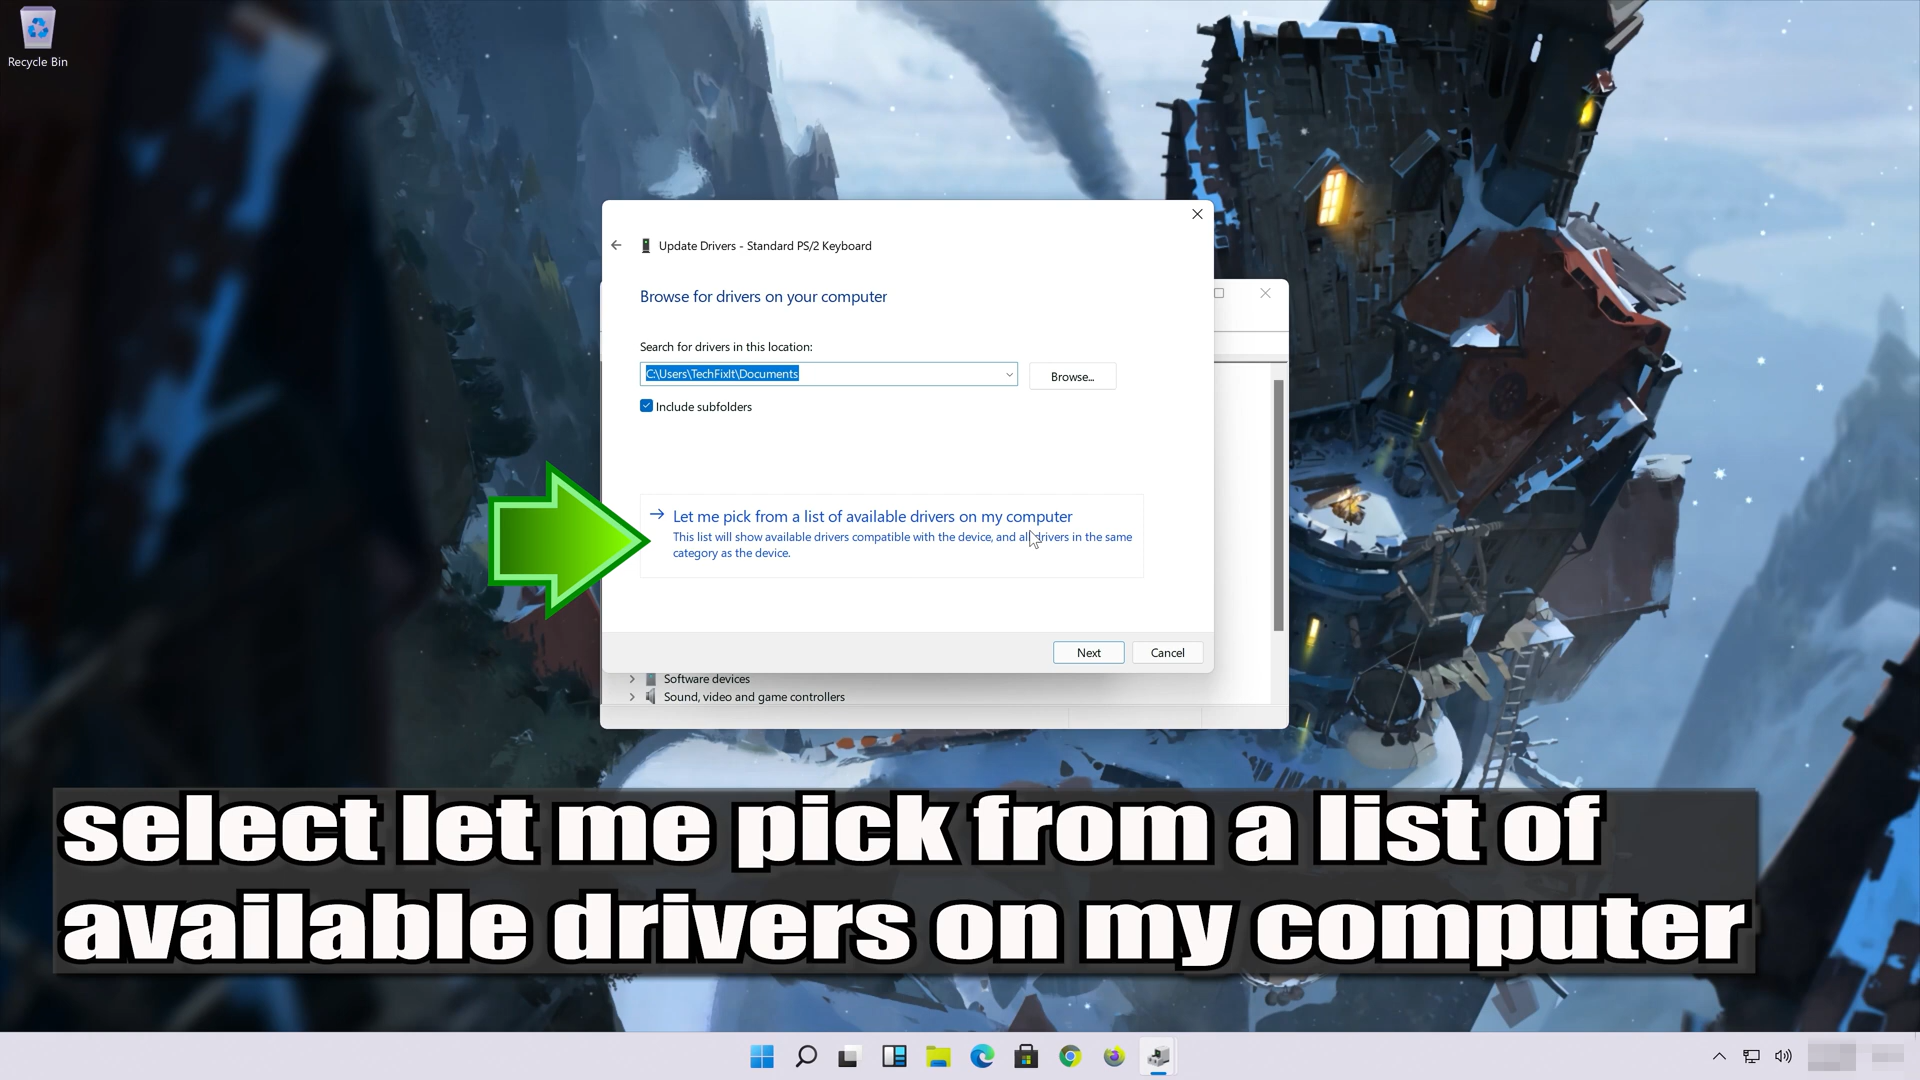 Recycle Bin
Update Drivers - Standard PS/2 Keyboard
Browse for drivers on your computer
Search for drivers in this location:
C:\Users\TechFixIt\Documents
Browse...
Include subfolders
Let me pick from a list of available drivers on my computer
This list will show available drivers compatible with the device, and all drivers in the same
category as the device.
Next
Cancel
Software devices
Sound, video and game controllers
select let me pick from a list of
available drivers on my computer